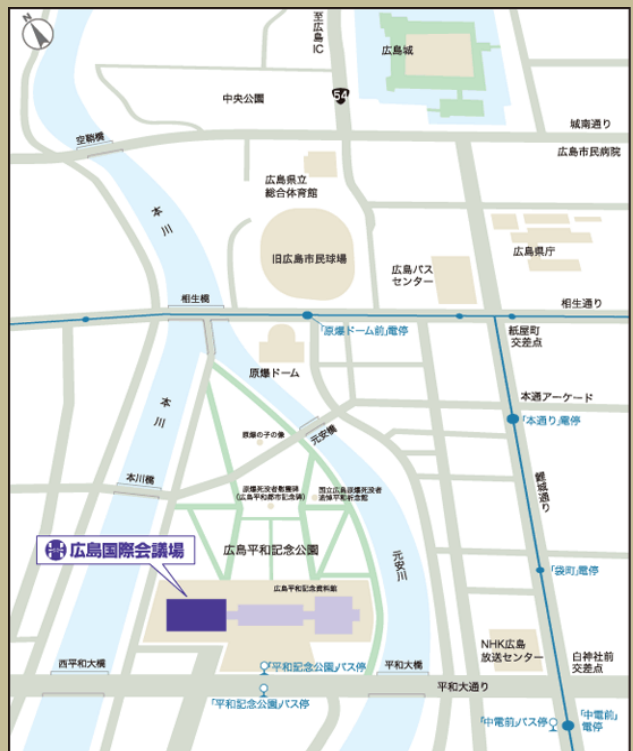 N
至広島
IC
54
広島城
中央公園
城南通り
空鞘橋
広島市民病院
広島県立
総合体育館
本川
旧広島市民球場
広島バス
センター
広島県庁
相生橋
相生通り
「原爆ドーム前」電停
紙屋町
交差点
原爆ドーム
本通アーケード
本川
「本通り」電停
原爆の子の像
元安橋
本川橋
原爆死没者慰霊碑
(広島平和都市記念碑)
国立広島原爆死没者
追悼平和祈念館
鯉城通り
広島国際会議場
広島平和記念公園
元安川
「袋町」電停
広島平和記念資料館
NHK広島
放送センター
白神社前
交差点
西平和大橋
「平和記念公園」バス停
平和大橋
平和大通り
「平和記念公園」バス停
「中電前」バス停
「中電前」
電停